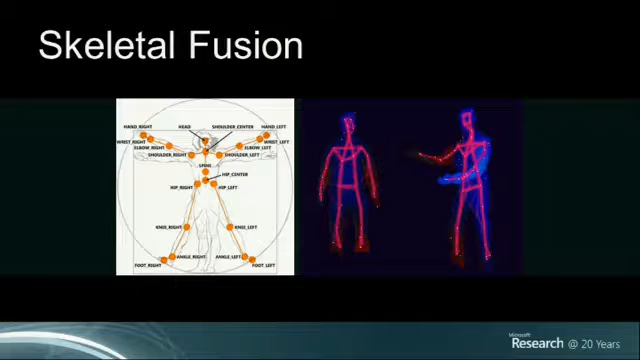 Skeletal Fusion
HAND_RIGHT
HEAD
SHOULDER_CENTER
HAND_LEFT
WRIST_RIGHT
WRIST_LEFT
ELBOW_RIGHT
ELBOW_LEFT
SHOULDER_RIGHT
SHOULDER_LEFT
SPINE
HIP_CENTER
HIP_RIGHT
HIP_LEFT
KNEE_RIGHT
KNEE_LEFT
ANKLE_RIGHT
ANKLE_LEFT
FOOT_RIGHT
FOOT_LEFT
Microsoft
Research @ 20 Years